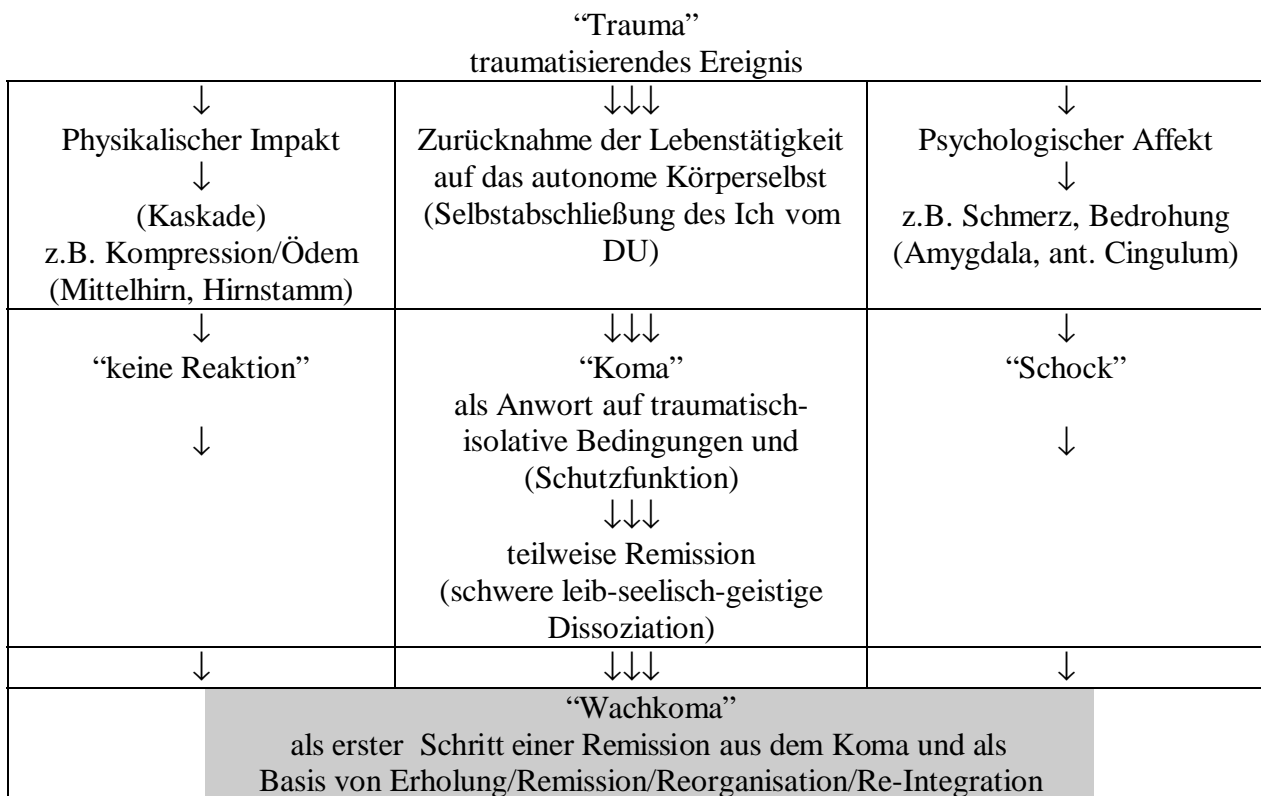 “Trauma”
traumatisierendes Ereignis
↓
Physikalischer Impakt
↓
(Kaskade)
z.B. Kompression/Ödem
(Mittelhirn, Hirnstamm)
↓↓↓
Zurücknahme der Lebenstätigkeit
auf das autonome Körperselbst
(Selbstabschließung des Ich vom
DU)
↓
Psychologischer Affekt
↓
z.B. Schmerz, Bedrohung
(Amygdala, ant. Cingulum)
↓
“keine Reaktion”
↓
↓↓↓
“Koma”
als Anwort auf traumatisch-
isolative Bedingungen und
(Schutzfunktion)
↓↓↓
teilweise Remission
(schwere leib-seelisch-geistige
Dissoziation)
↓
“Schock”
↓
↓
↓↓↓
↓
“Wachkoma”
als erster Schritt einer Remission aus dem Koma und als
Basis von Erholung/Remission/Reorganisation/Re-Integration